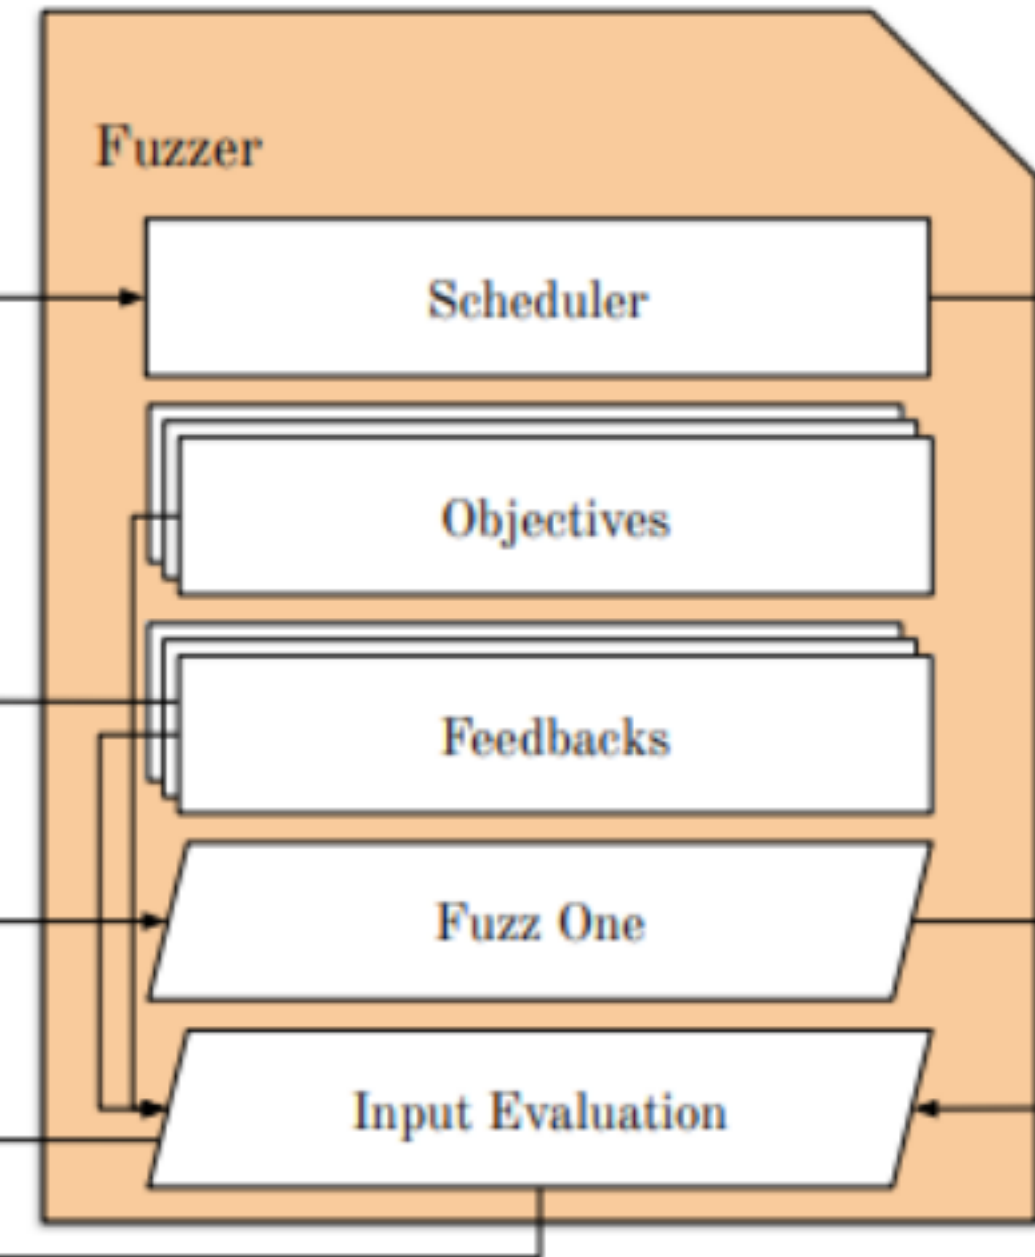 Fuzzer
Scheduler
Objectives
Feedbacks
Fuzz One
Input Evaluation